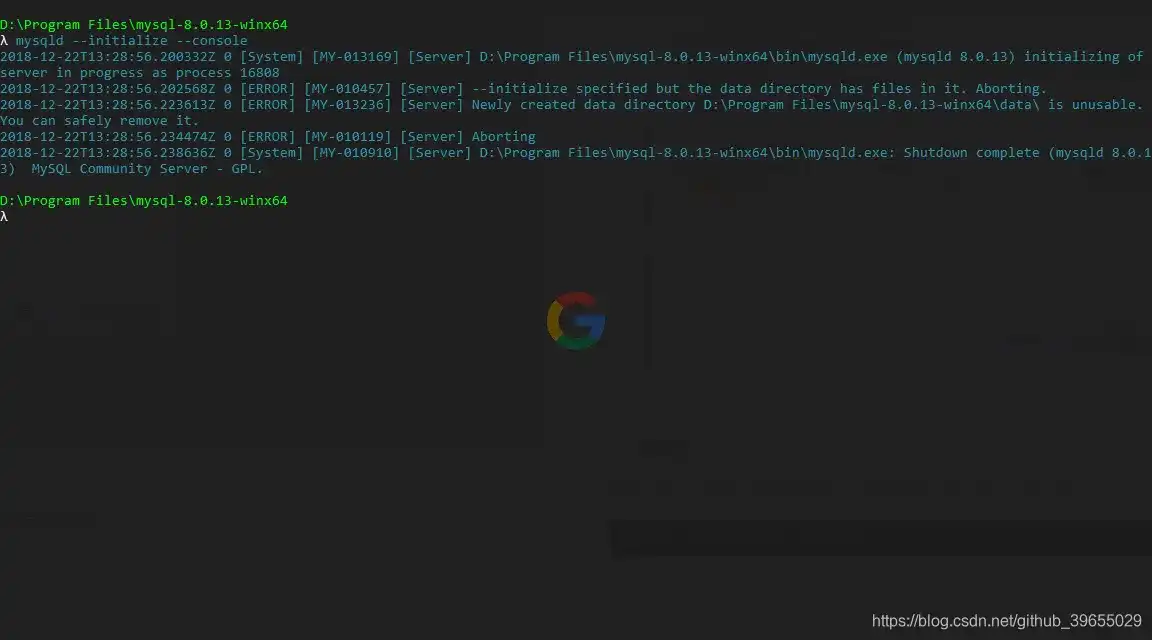 D:\Program Files\mysql-8.0.13-winx64
λ mysqld --initialize --console
2018-12-22T13:28:56.200332Z 0 [System] [MY-013169] [Server] D:\Program Files\mysql-8.0.13-winx64\bin\mysqld.exe (mysqld 8.0.13) initializing of
server in progress as process 16808
2018-12-22T13:28:56.202568Z 0 [ERROR] [MY-010457] [Server] --initialize specified but the data directory has files in it. Aborting.
2018-12-22T13:28:56.223613Z 0 [ERROR] [MY-013236] [Server] Newly created data directory D:\Program Files\mysql-8.0.13-winx64\data\ is unusable.
You can safely remove it.
2018-12-22T13:28:56.234474Z 0 [ERROR] [MY-010119] [Server] Aborting
2018-12-22T13:28:56.238636Z 0 [System] [MY-010910] [Server] D:\Program Files\mysql-8.0.13-winx64\bin\mysqld.exe: Shutdown complete (mysqld 8.0.1
3)  MySQL Community Server - GPL.
D:\Program Files\mysql-8.0.13-winx64
λ
https://blog.csdn.net/github_39655029